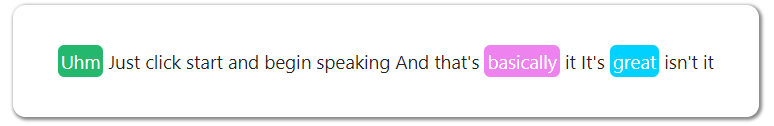 Uhm Just click start and begin speaking And that's basically it It's great isn't it